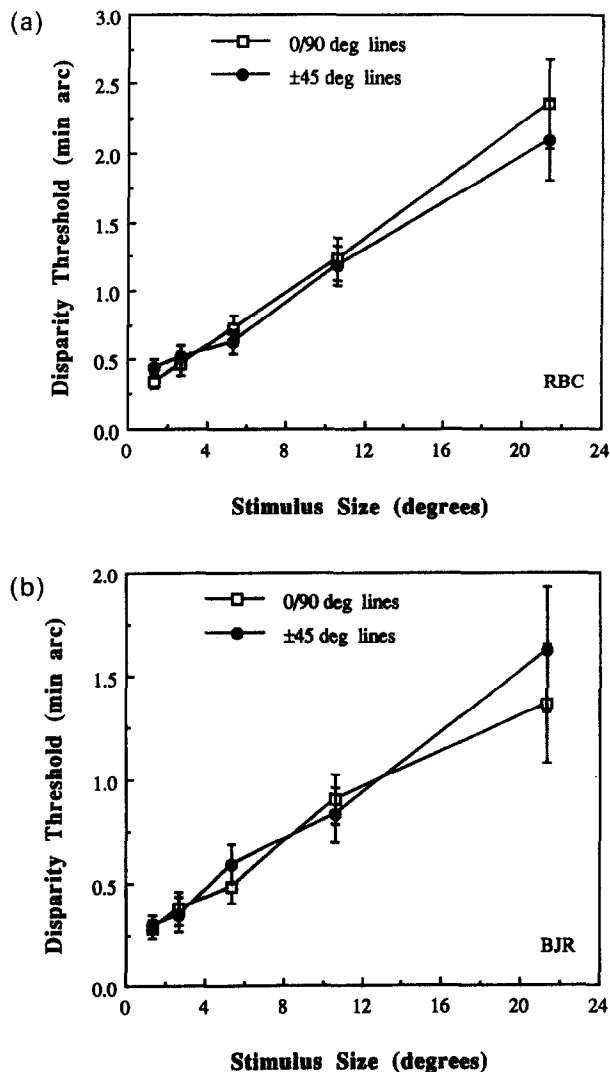 (a)
3.0
2.5
2.0
1.5
1.0
0.5
0.0
Disparity Threshold (min arc)
0/90 deg lines
±45 deg lines
RBC
0 4 8 12 16 20 24
Stimulus Size (degrees)
(b)
2.0
1.5
1.0
0.5
0.0
Disparity Threshold (min arc)
0/90 deg lines
±45 deg lines
BJR
0 4 8 12 16 20 24
Stimulus Size (degrees)